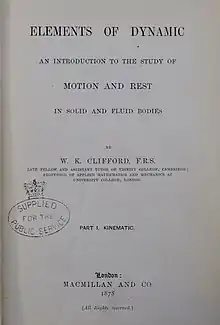 ELEMENTS OF DYNAMIC
AN INTRODUCTION TO THE STUDY OF
MOTION AND REST
IN SOLID AND FLUID BODIES
BY
W. K. CLIFFORD, F.R.S.
LATE FELLOW AND ASSISTANT TUTOR OF TRINITY COLLEGE, CAMBRIDGE;
PROFESSOR OF APPLIED MATHEMATICS AND MECHANICS AT
UNIVERSITY COLLEGE, LONDON.
SUPPLIED
FOR THE
PUBLIC SERVICE
PART I. KINEMATIC.
London:
MACMILLAN AND CO
1878
[All Rights reserved.]